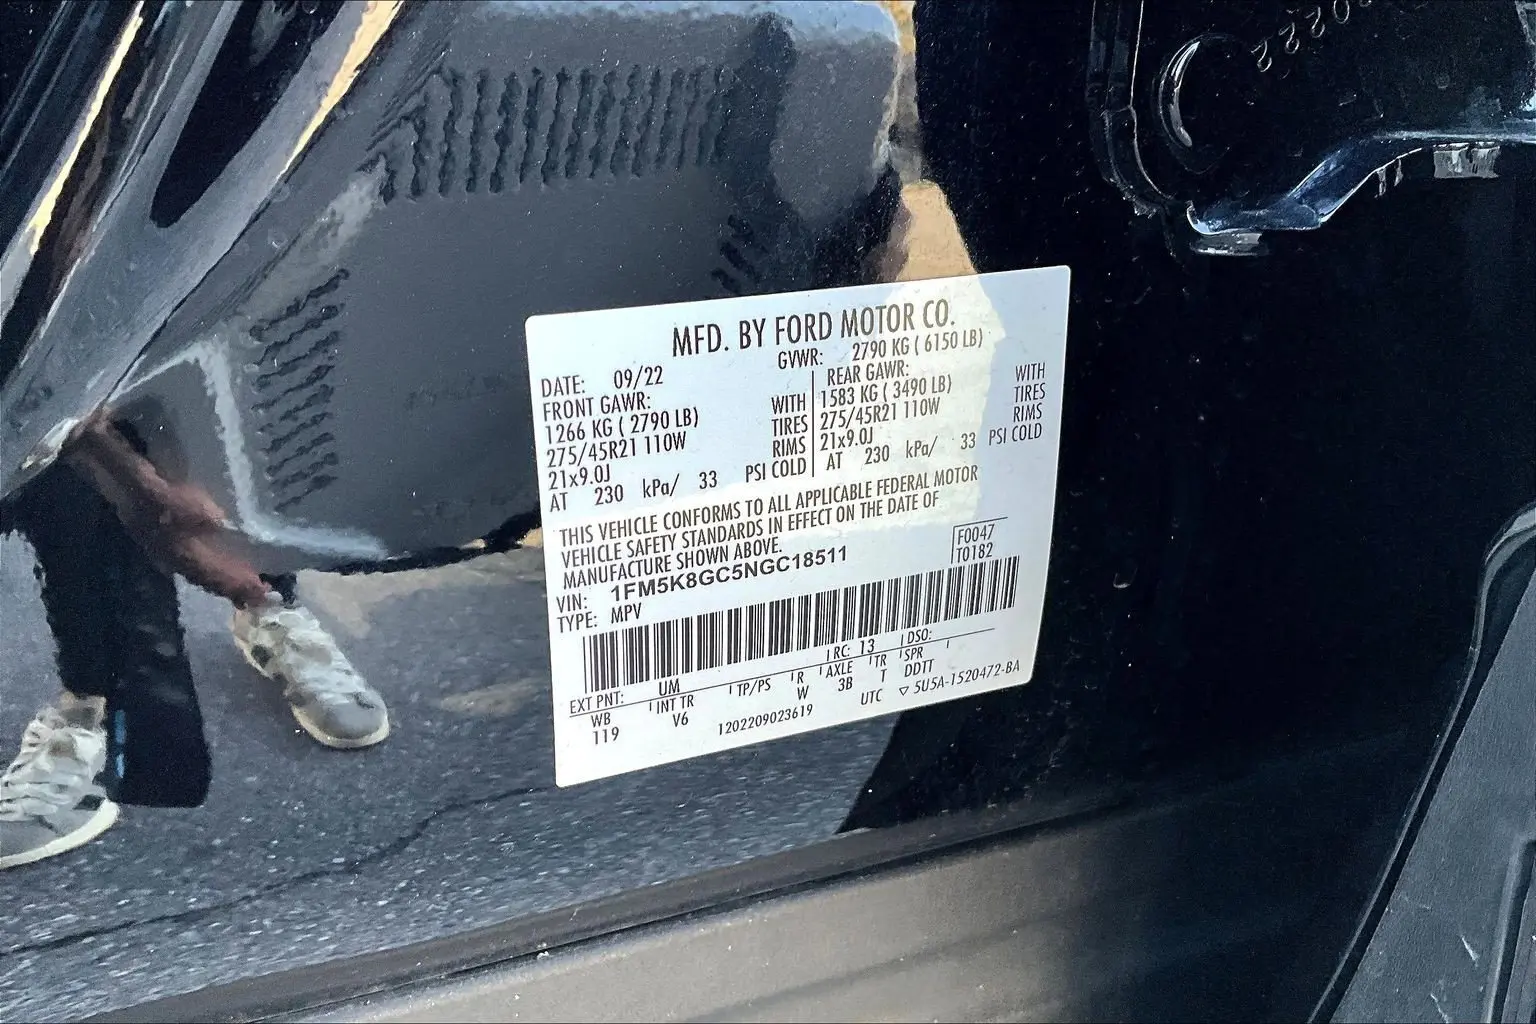 MFD. BY FORD MOTOR CO.
DATE: 09/22
GVWR: 2790 KG ( 6150 LB)
FRONT GAWR:
1266 KG ( 2790 LB) WITH
275/45R21 110W TIRES
21x9.0J RIMS
AT 230 kPa/ 33 PSI COLD
REAR GAWR: WITH
1583 KG ( 3490 LB) TIRES
275/45R21 110W RIMS
21x9.0J PSI COLD
AT 230 kPa/ 33
THIS VEHICLE CONFORMS TO ALL APPLICABLE FEDERAL MOTOR
VEHICLE SAFETY STANDARDS IN EFFECT ON THE DATE OF
MANUFACTURE SHOWN ABOVE.
F0047
T0182
VIN: 1FM5K8GC5NGC18511
TYPE: MPV
EXT PNT: UM RC: 13 DSO:
WB INT TR TP/PS R AXLE TR SPR
119 V6 W 3B T DDTT
1202209023619 UTC ▽ 5U5A-1520472-BA